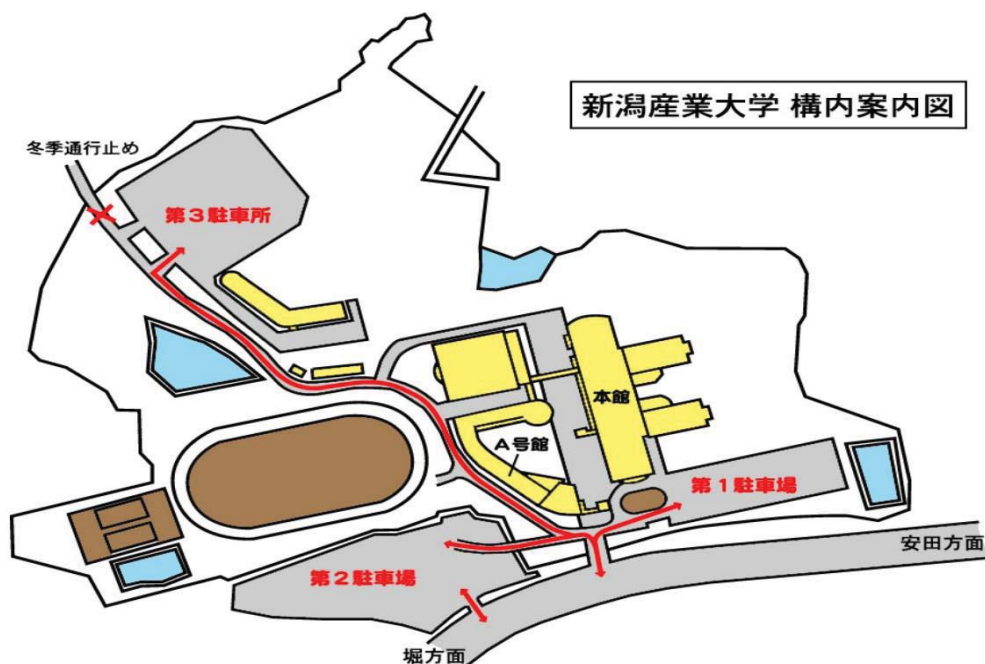 新潟産業大学 構内案内図
冬季通行止め
第３駐車所
本館
A号館
第１駐車場
安田方面
第２駐車場
堀方面